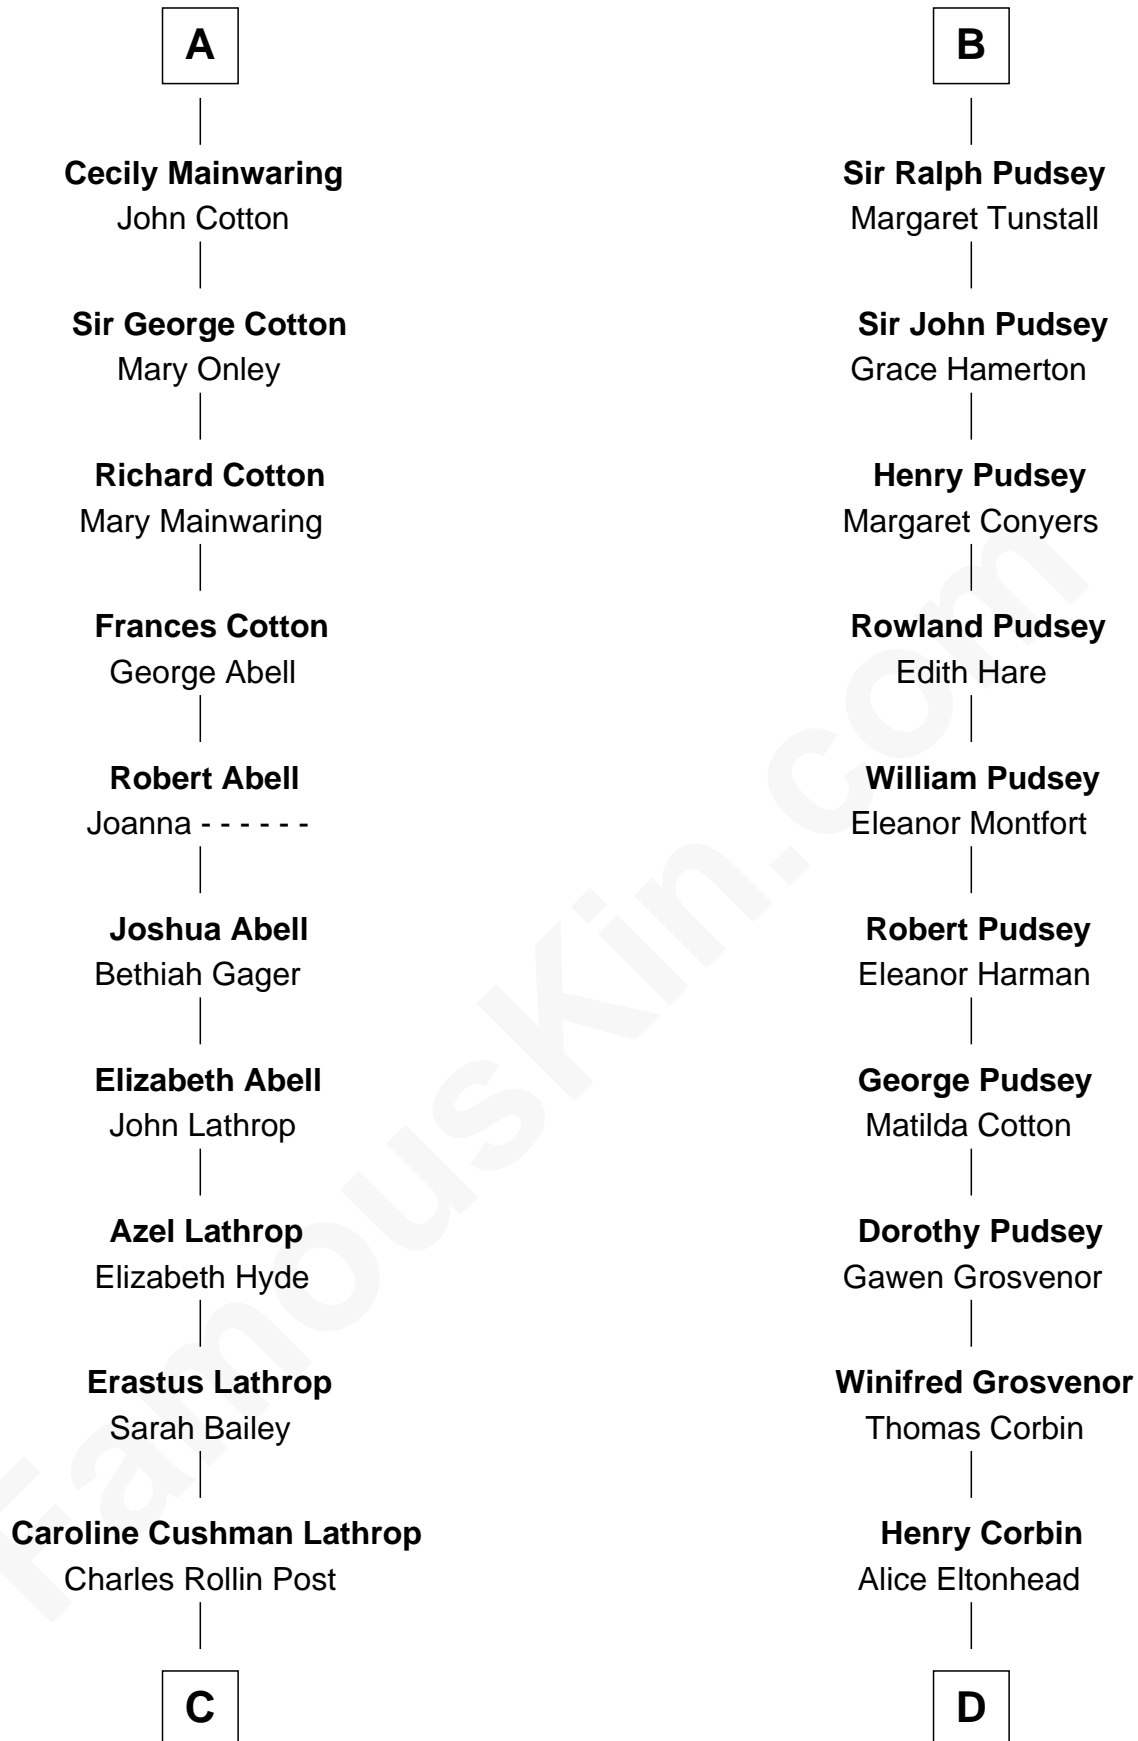 A
Cecily Mainwaring
John Cotton
Sir George Cotton
Mary Onley
Richard Cotton
Mary Mainwaring
Frances Cotton
George Abell
Robert Abell
Joanna - - - - - -
Joshua Abell
Bethiah Gager
Elizabeth Abell
John Lathrop
Azel Lathrop
Elizabeth Hyde
Erastus Lathrop
Sarah Bailey
Caroline Cushman Lathrop
Charles Rollin Post
C
B
Sir Ralph Pudsey
Margaret Tunstall
Sir John Pudsey
Grace Hamerton
Henry Pudsey
Margaret Conyers
Rowland Pudsey
Edith Hare
William Pudsey
Eleanor Montfort
Robert Pudsey
Eleanor Harman
George Pudsey
Matilda Cotton
Dorothy Pudsey
Gawen Grosvenor
Winifred Grosvenor
Thomas Corbin
Henry Corbin
Alice Eltonhead
D
FamousKin.com